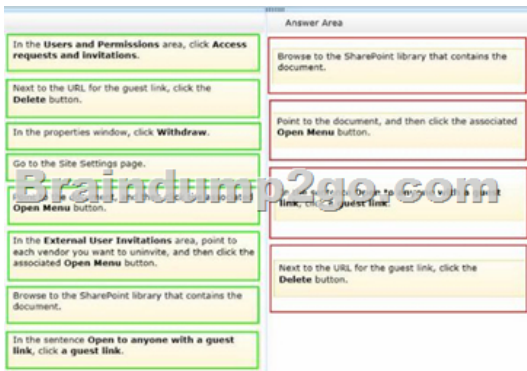 Answer Area
In the Users and Permissions area, click Access
requests and invitations.
Next to the URL for the guest link, click the
Delete button.
In the properties window, click Withdraw.
Go to the Site Settings page.
Open Menu button.
In the External User Invitations area, point to
each vendor you want to uninvite, and then click the
associated Open Menu button.
Browse to the SharePoint library that contains the
document.
In the sentence Open to anyone with a guest
link, click a guest link.
Browse to the SharePoint library that contains the
document.
Point to the document, and then click the associated
Open Menu button.
link, a guest link.
Next to the URL for the guest link, click the
Delete button.
Braindump2go.com